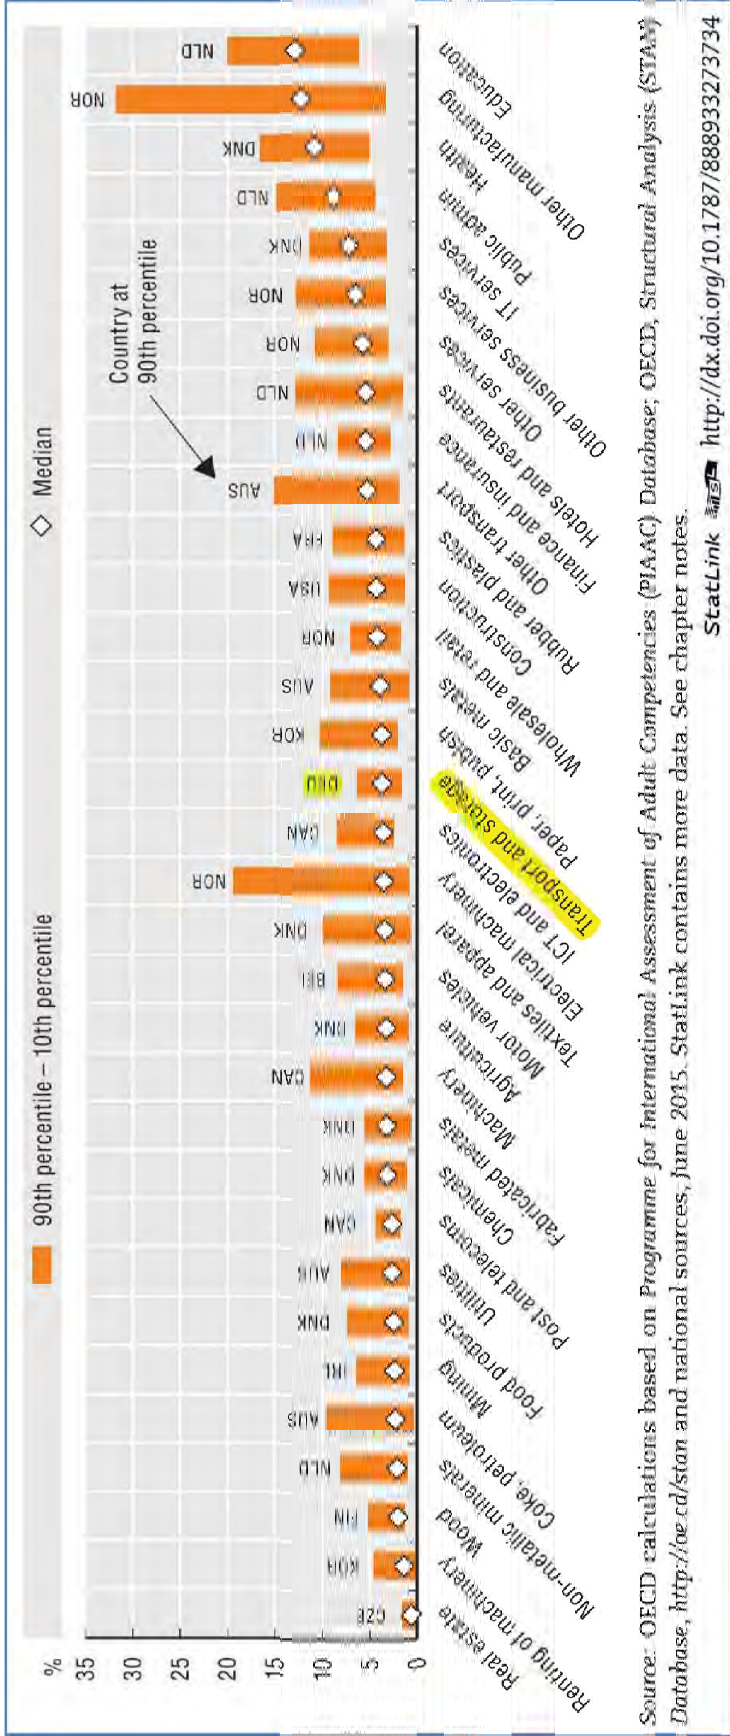 90th percentile – 10th percentile
Median
%
35
30
25
20
15
10
5
0
Country at
90th percentile
CZE
KOR
FIN
NLD
AUS
IRL
DNK
AUS
CAN
DNK
DNK
CAN
DNK
BEL
DNK
NOR
CAN
DEU
KOR
AUS
NOR
USA
FRA
AUS
NLD
NLD
NOR
NOR
DNK
NLD
DNK
NOR
NLD
Real estate
Renting of machinery
Wood
Non-metallic minerals
Coke, petroleum
Mining
Food products
Utilities
Post and telecoms
Chemicals
Fabricated metals
Machinery
Agriculture
Motor vehicles
Textiles and apparel
Electrical machinery
ICT and electronics
Transport and storage
Paper, print, publish
Basic metals
Wholesale and retail
Construction
Rubber and plastics
Other transport
Finance and insurance
Hotels and restaurants
Other services
Other business services
IT services
Public admin
Health
Other manufacturing
Education
Source: OECD calculations based on Programme for International Assessment of Adult Competencies (PIAAC) Database; OECD, Structural Analysis (STAN)
Database, http://oe.cd/stan and national sources, June 2015. StatLink contains more data. See chapter notes.
StatLink http://dx.doi.org/10.1787/888933273734